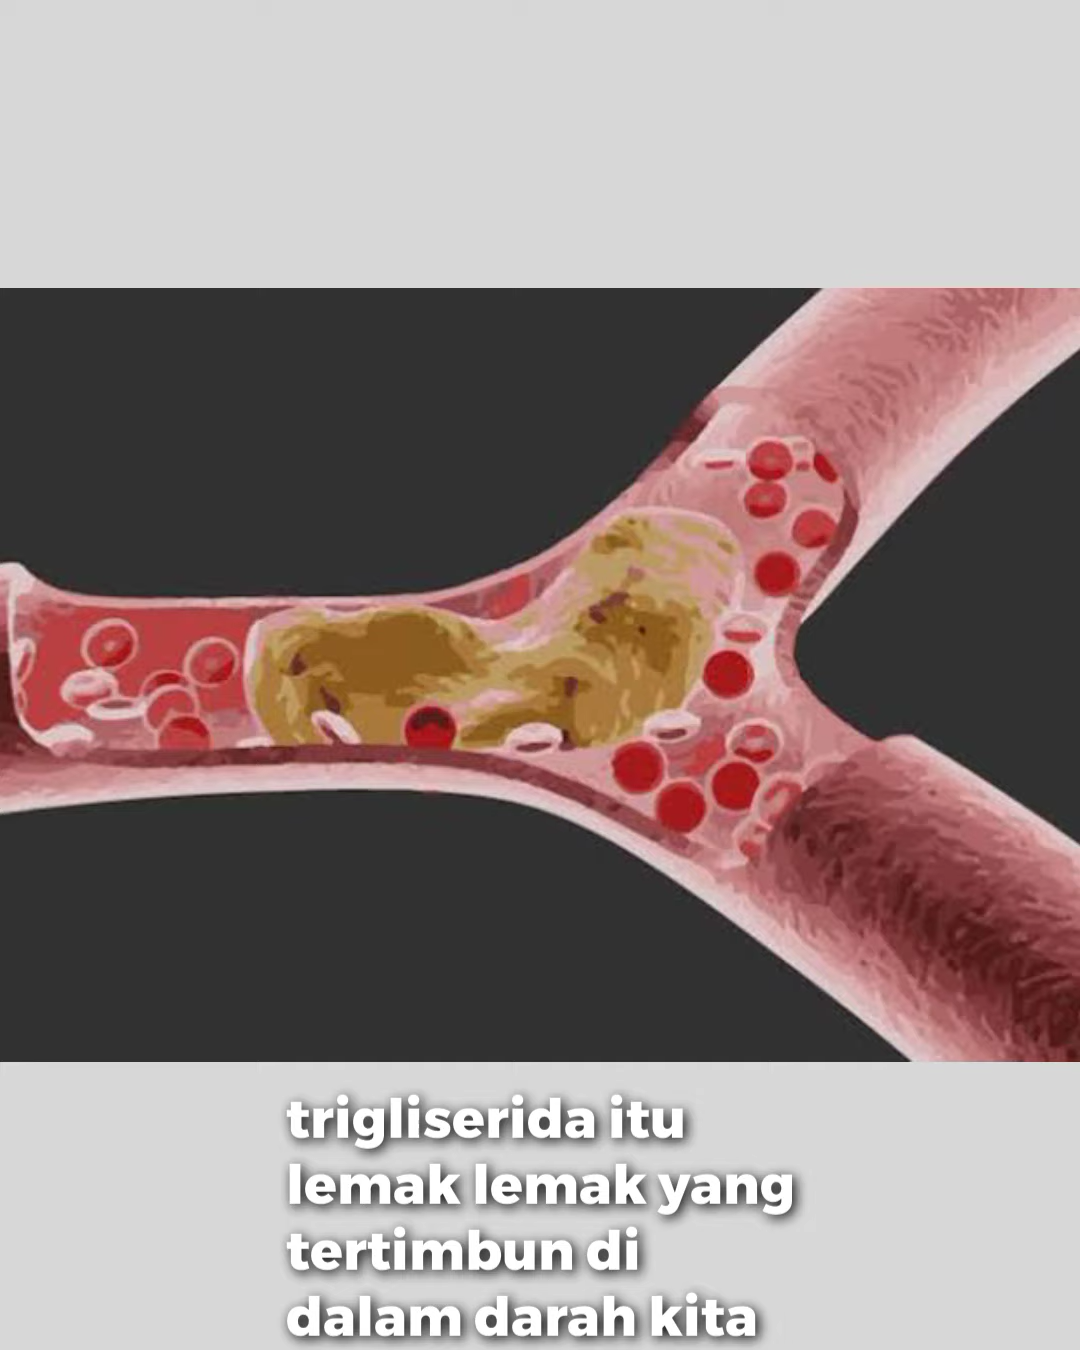 trigliserida itu
lemak lemak yang
tertimbun di
dalam darah kita